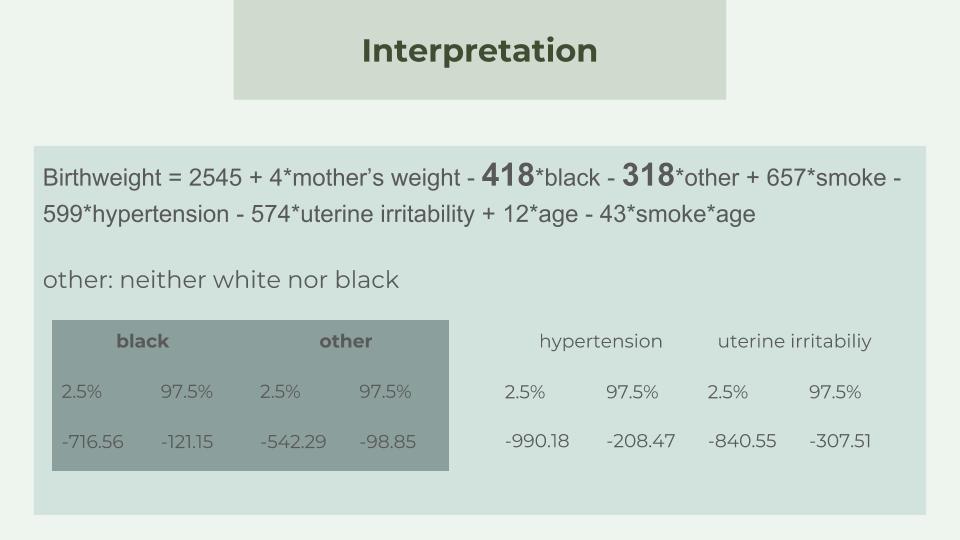 Interpretation
Birthweight = 2545 + 4*mother’s weight - 418*black - 318*other + 657*smoke -
599*hypertension - 574*uterine irritability + 12*age - 43*smoke*age
other: neither white nor black
black other hypertension uterine irritabiliy
2.5% 97.5% 2.5% 97.5% 2.5% 97.5% 2.5% 97.5%
-716.56 -121.15 -542.29 -98.85 -990.18 -208.47 -840.55 -307.51